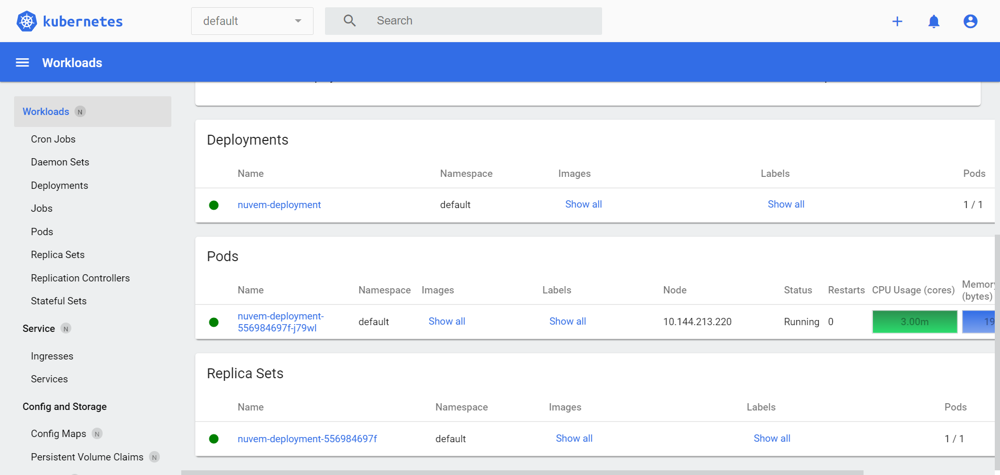 kubernetes
default
Search
Workloads
Workloads N
Cron Jobs
Daemon Sets
Deployments
Jobs
Pods
Replica Sets
Replication Controllers
Stateful Sets
Service N
Ingresses
Services
Config and Storage
Config Maps N
Persistent Volume Claims N
Deployments
Name Namespace Images Labels Pods
nuvem-deployment default Show all Show all 1 / 1
Pods
Name Namespace Images Labels Node Status Restarts CPU Usage (cores) Memory
(bytes)
nuvem-deployment-
556984697f-j79wl default Show all Show all 10.144.213.220 Running 0 3.00m 19
Replica Sets
Name Namespace Images Labels Pods
nuvem-deployment-556984697f default Show all Show all 1 / 1